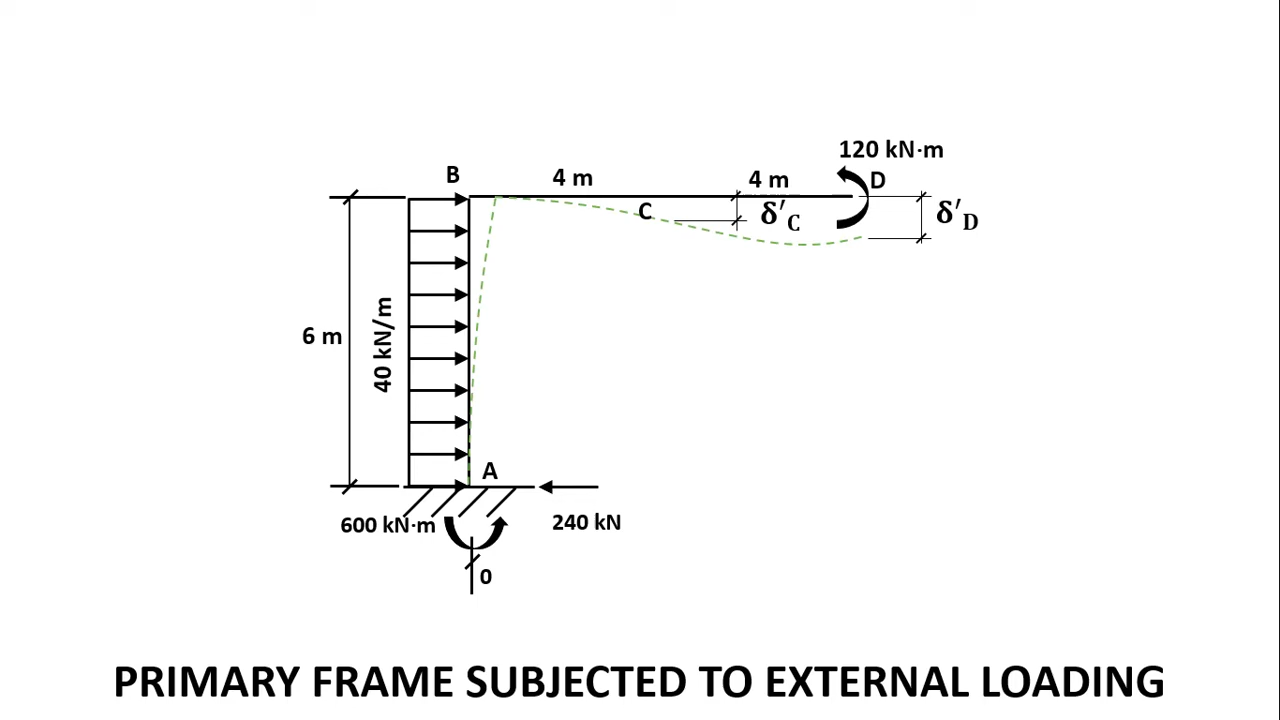 120 kN·m
B
4 m
4 m
D
C
δ′C
δ′D
6 m
40 kN/m
A
600 kN·m
240 kN
0
PRIMARY FRAME SUBJECTED TO EXTERNAL LOADING